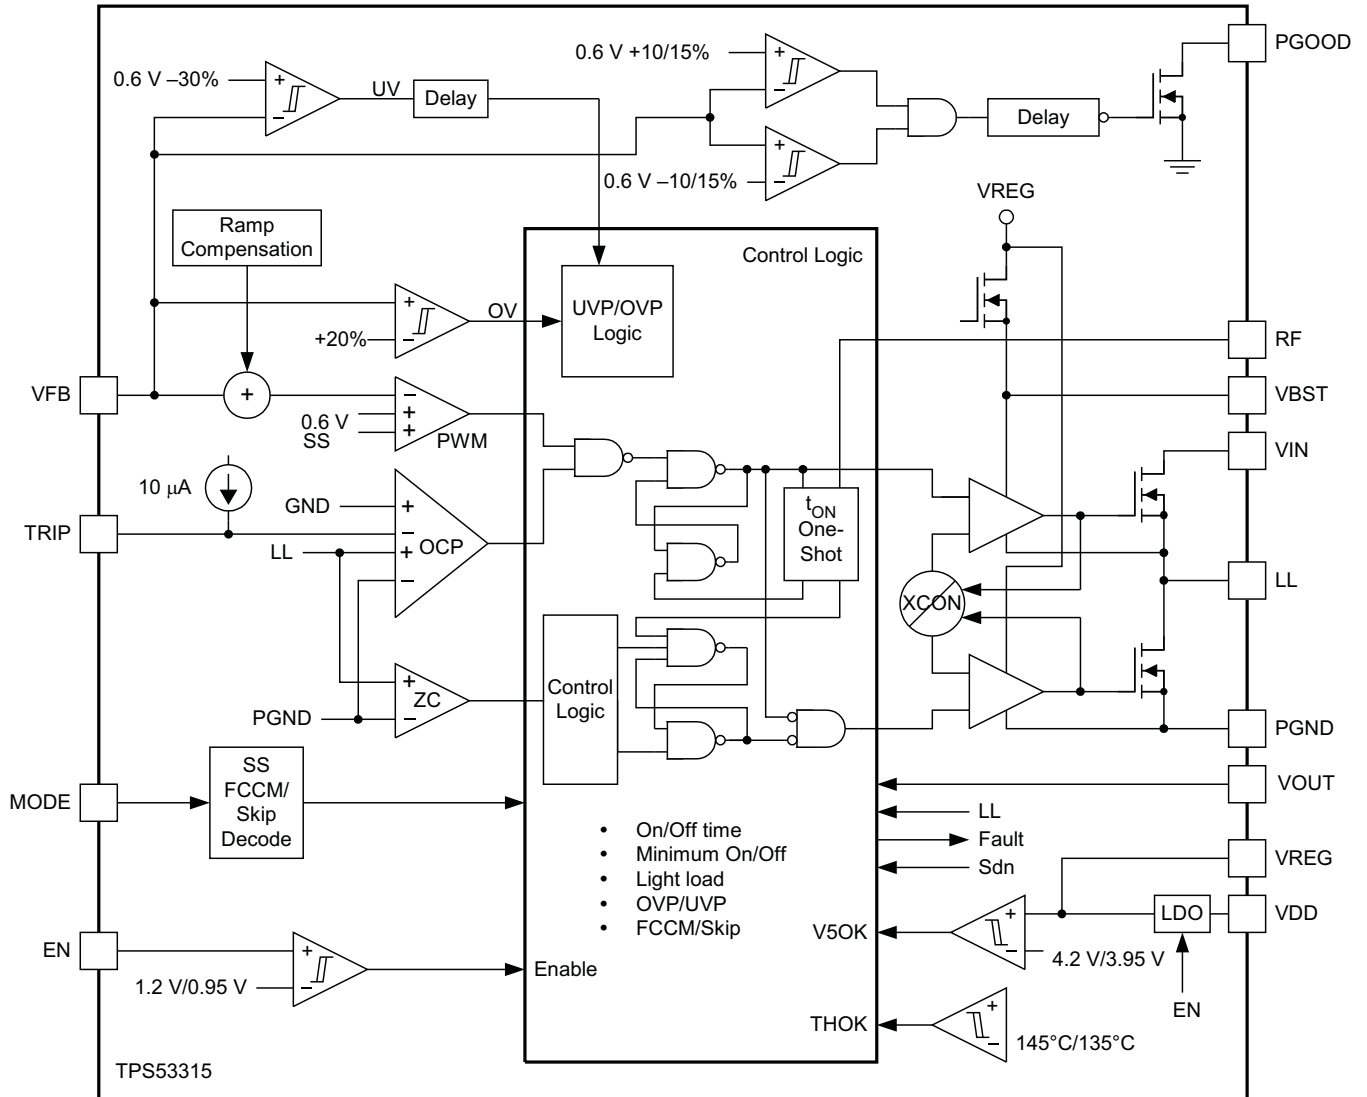 PGOOD
0.6 V +10/15%
0.6 V –30%
UV
Delay
Delay
0.6 V –10/15%
VREG
Ramp
Compensation
Control Logic
UVP/OVP
Logic
OV
+20%
RF
VFB
+
VBST
0.6 V
SS
PWM
VIN
10 μA
GND
TRIP
OCP
LL
tON
One-
Shot
LL
XCON
Control
Logic
ZC
PGND
PGND
SS
FCCM/
Skip
Decode
MODE
VOUT
LL
Fault
Sdn
• On/Off time
• Minimum On/Off
• Light load
• OVP/UVP
• FCCM/Skip
VREG
LDO
VDD
V5OK
4.2 V/3.95 V
EN
EN
1.2 V/0.95 V
Enable
THOK
145°C/135°C
TPS53315